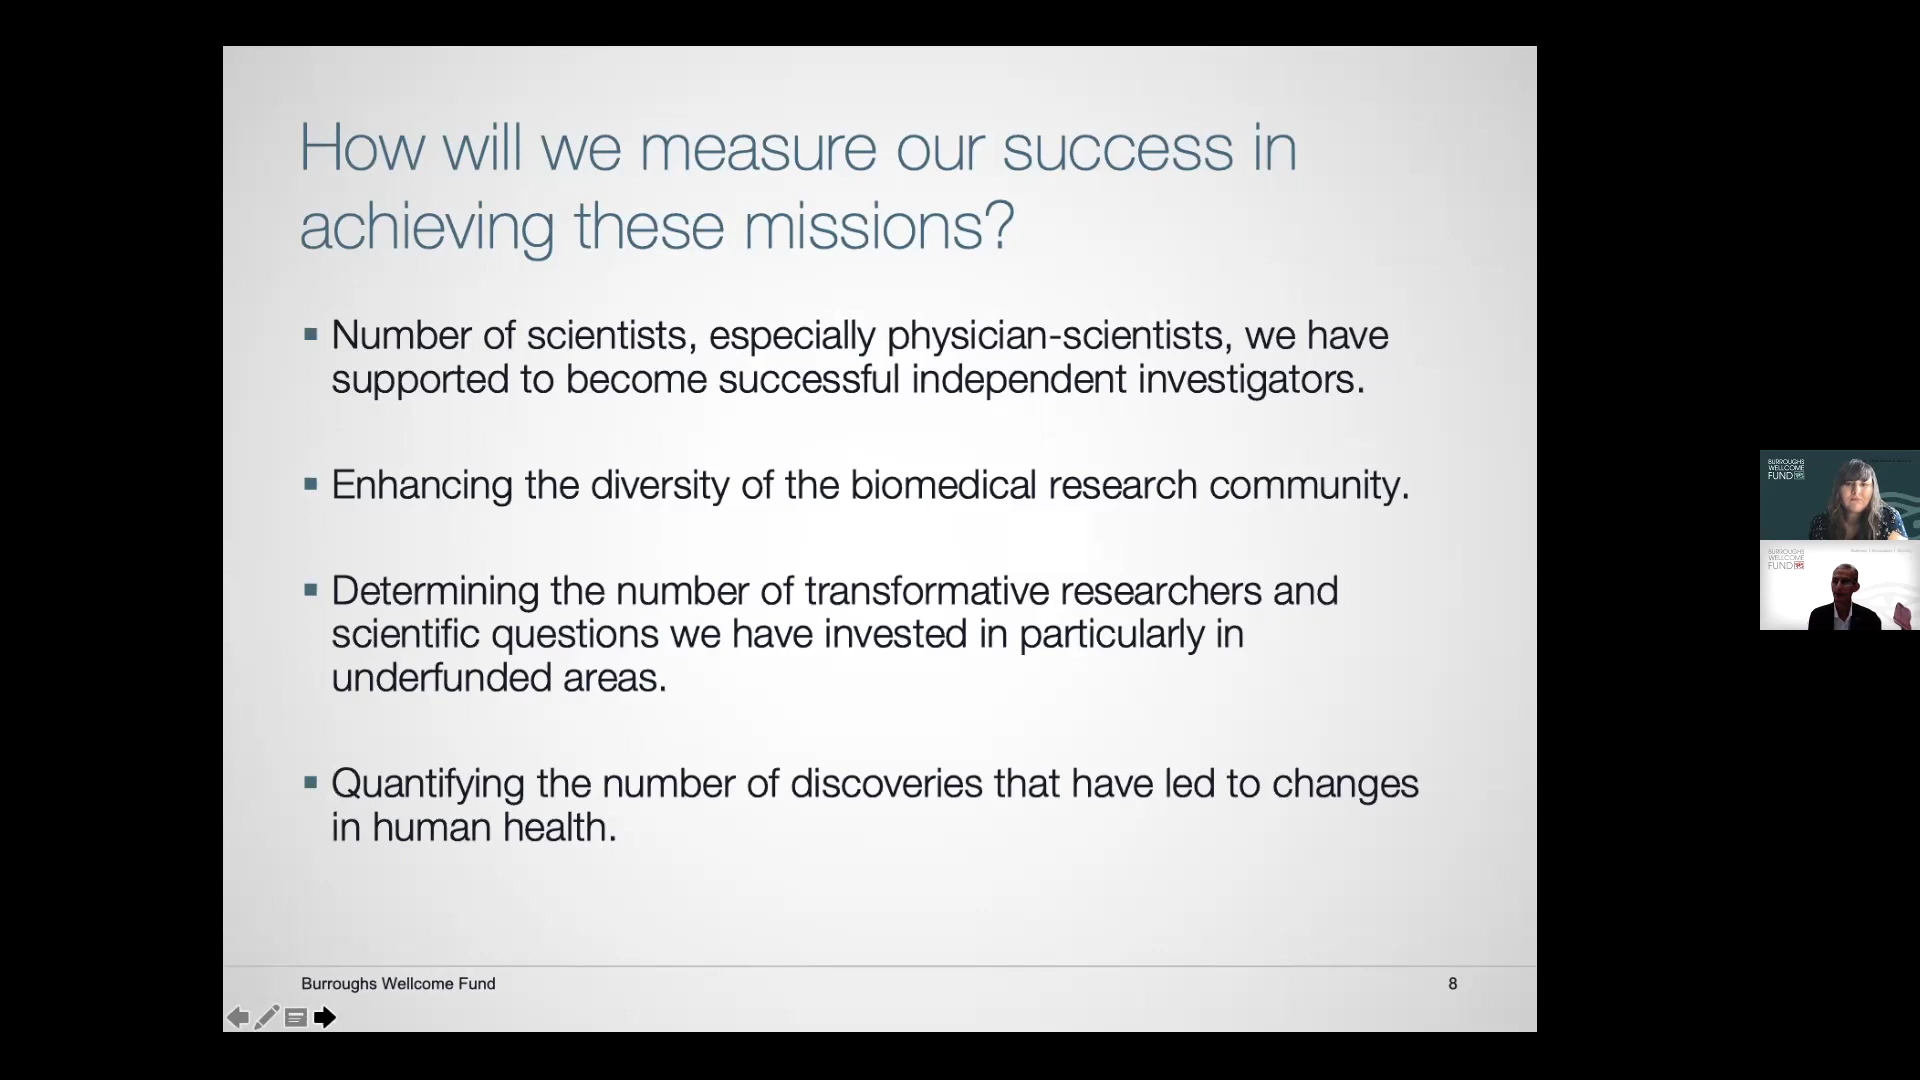 How will we measure our success in
achieving these missions?
Number of scientists, especially physician-scientists, we have
supported to become successful independent investigators.
Enhancing the diversity of the biomedical research community.
Determining the number of transformative researchers and
scientific questions we have invested in particularly in
underfunded areas.
Quantifying the number of discoveries that have led to changes
in human health.
Burroughs Wellcome Fund
8
BURROUGHS
WELLCOME
FUND
BURROUGHS
WELLCOME
FUND